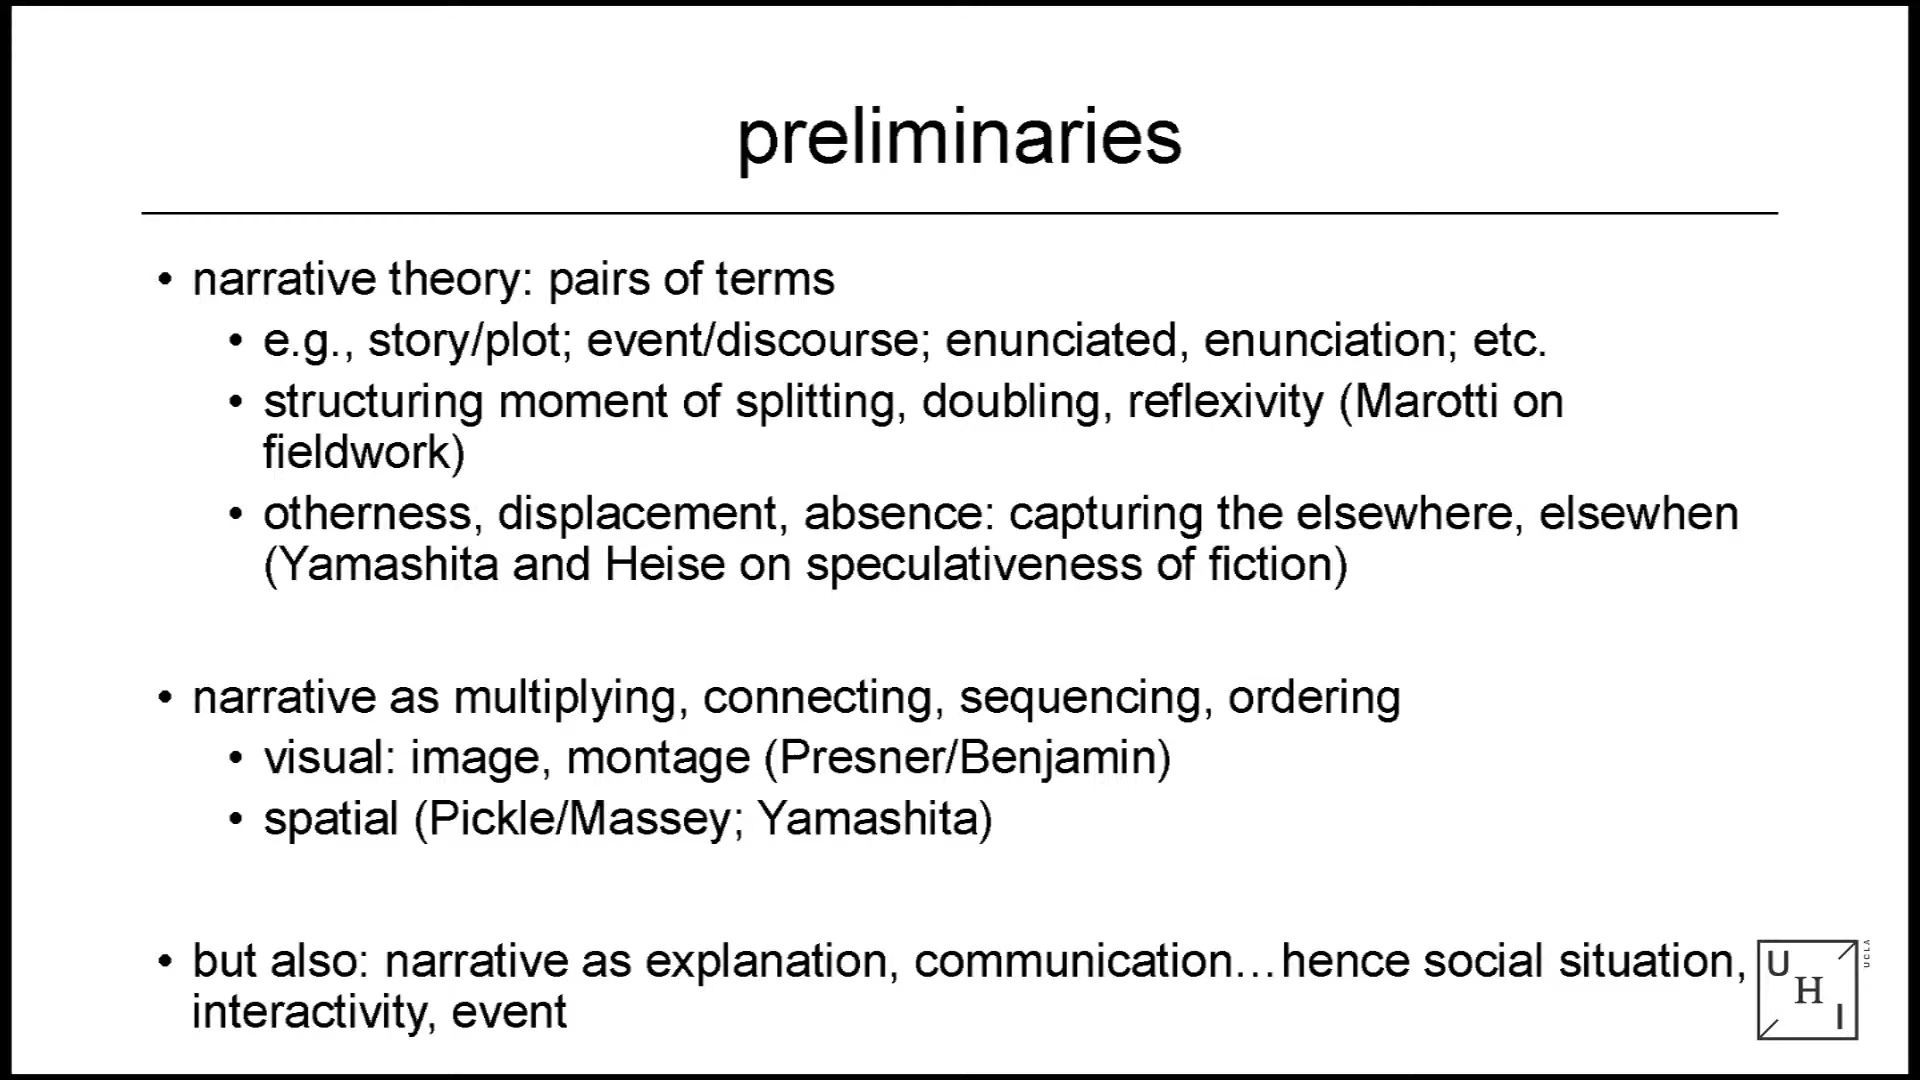 preliminaries
• narrative theory: pairs of terms
• e.g., story/plot; event/discourse; enunciated, enunciation; etc.
• structuring moment of splitting, doubling, reflexivity (Marotti on
fieldwork)
• otherness, displacement, absence: capturing the elsewhere, elsewhen
(Yamashita and Heise on speculativeness of fiction)
• narrative as multiplying, connecting, sequencing, ordering
• visual: image, montage (Presner/Benjamin)
• spatial (Pickle/Massey; Yamashita)
• but also: narrative as explanation, communication…hence social situation,
interactivity, event
U
H
I
UCLA